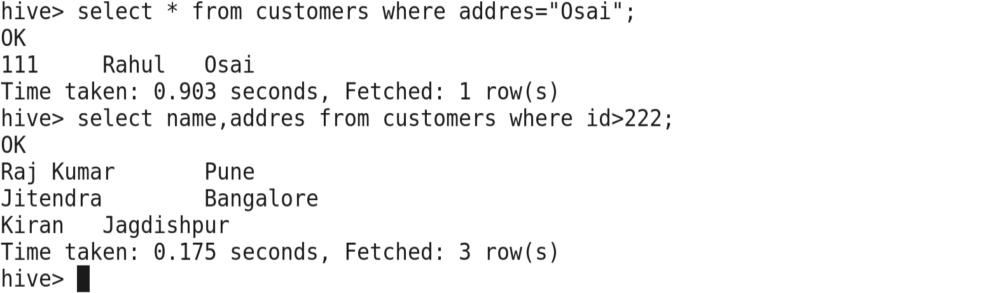 hive> select * from customers where addres="Osai";
OK
111     Rahul   Osai
Time taken: 0.903 seconds, Fetched: 1 row(s)
hive> select name,addres from customers where id>222;
OK
Raj Kumar       Pune
Jitendra        Bangalore
Kiran   Jagdishpur
Time taken: 0.175 seconds, Fetched: 3 row(s)
hive>